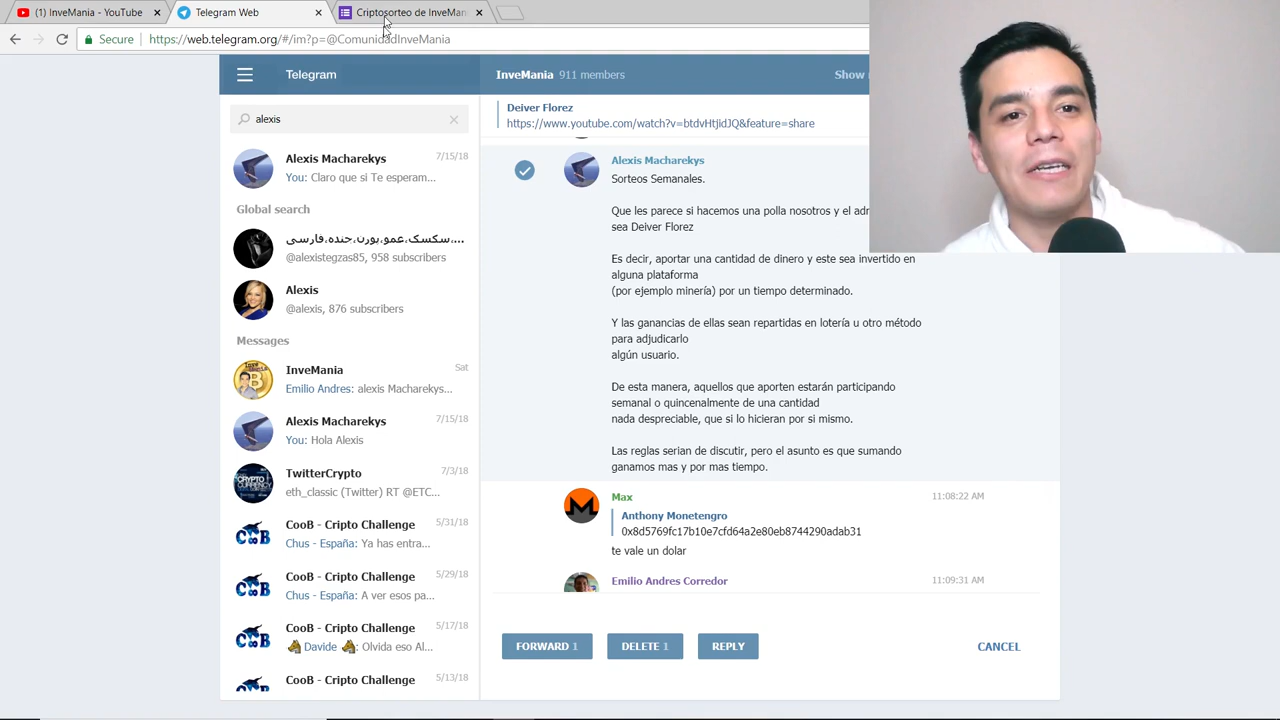 InveMania - YouTube
Telegram Web
Criptosorteo de InveMan
Secure
https://web.telegram.org/#/im?p=@ComunidadInveMania
Telegram
InveMania 911 members
Show
alexis
Deiver Florez
https://www.youtube.com/watch?v=btdvHtjidJQ&feature=share
Alexis Macharekys
7/15/18
You: Claro que si Te esperam...
Global search
سکسک،عمو،پورن،جنده،فارسی،...
@alexistegzas85, 958 subscribers
Alexis
@alexis, 876 subscribers
Messages
InveMania
Sat
Emilio Andres: alexis Macharekys...
Alexis Macharekys
7/15/18
You: Hola Alexis
TwitterCrypto
7/3/18
eth_classic (Twitter) RT @ETC...
CooB - Cripto Challenge
5/31/18
Chus - España: Ya has entra...
CooB - Cripto Challenge
5/29/18
Chus - España: A ver esos pa...
CooB - Cripto Challenge
5/17/18
Davide : Olvida eso Al...
CooB - Cripto Challenge
5/13/18
Alexis Macharekys
Sorteos Semanales.
Que les parece si hacemos una polla nosotros y el adr
sea Deiver Florez
Es decir, aportar una cantidad de dinero y este sea invertido en
alguna plataforma
(por ejemplo minería) por un tiempo determinado.
Y las ganancias de ellas sean repartidas en lotería u otro método
para adjudicarlo
algún usuario.
De esta manera, aquellos que aporten estarán participando
semanal o quincenalmente de una cantidad
nada despreciable, que si lo hicieran por si mismo.
Las reglas serian de discutir, pero el asunto es que sumando
ganamos mas y por mas tiempo.
Max
11:08:22 AM
Anthony Monetengro
0x8d5769fc17b10e7cfd64a2e80eb8744290adab31
te vale un dolar
Emilio Andres Corredor
11:09:31 AM
FORWARD 1
DELETE 1
REPLY
CANCEL